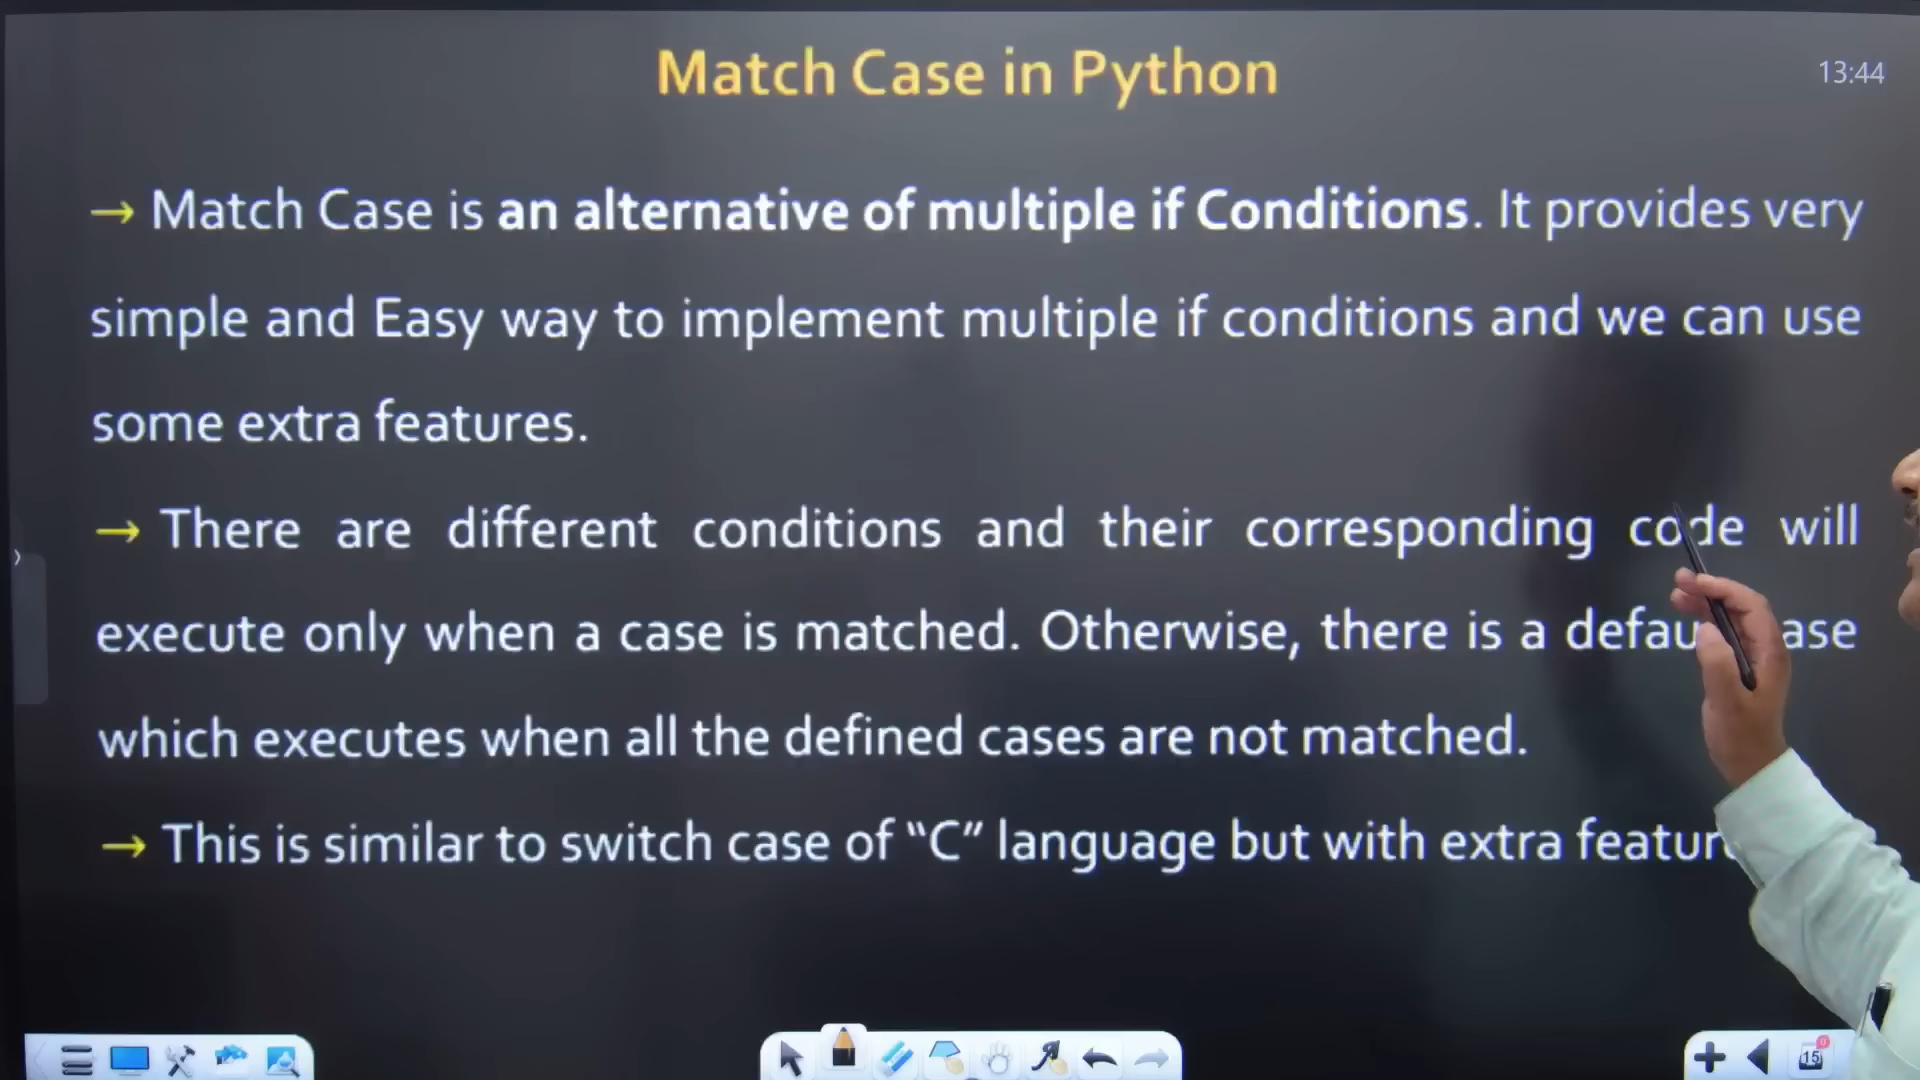 Match Case in Python
13:44
→ Match Case is an alternative of multiple if Conditions. It provides very
simple and Easy way to implement multiple if conditions and we can use
some extra features.
→ There are different conditions and their corresponding code will
execute only when a case is matched. Otherwise, there is a
which executes when all the defined cases are not matched.
→ This is similar to switch case of “C” language but with extra
15
0